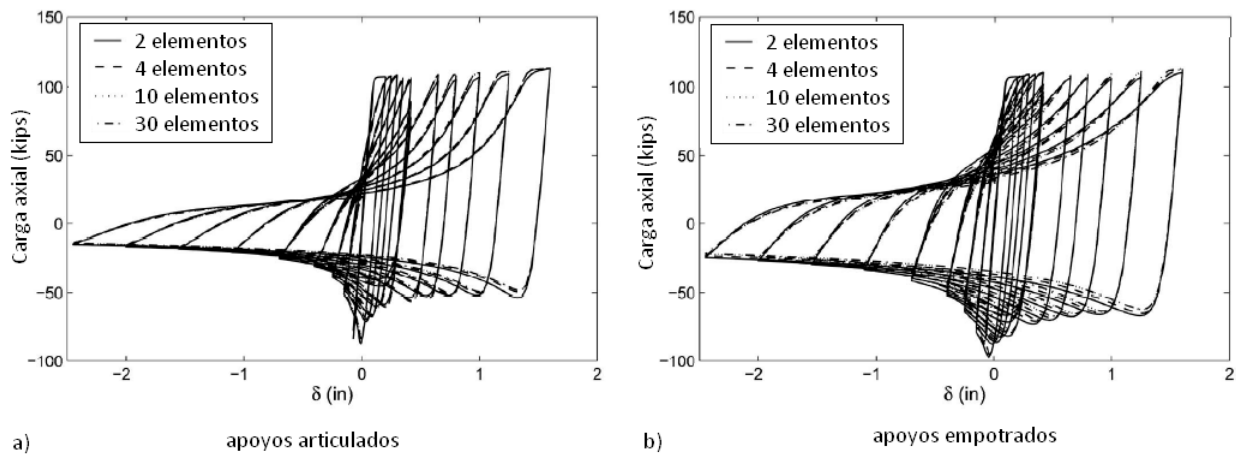 150
2 elementos
4 elementos
10 elementos
30 elementos
100
50
0
−50
−100
Carga axial (kips)
−2
−1
0
1
2
δ (in)
a)
apoyos articulados
150
2 elementos
4 elementos
10 elementos
30 elementos
100
50
0
−50
−100
Carga axial (kips)
−2
−1
0
1
2
δ (in)
b)
apoyos empotrados